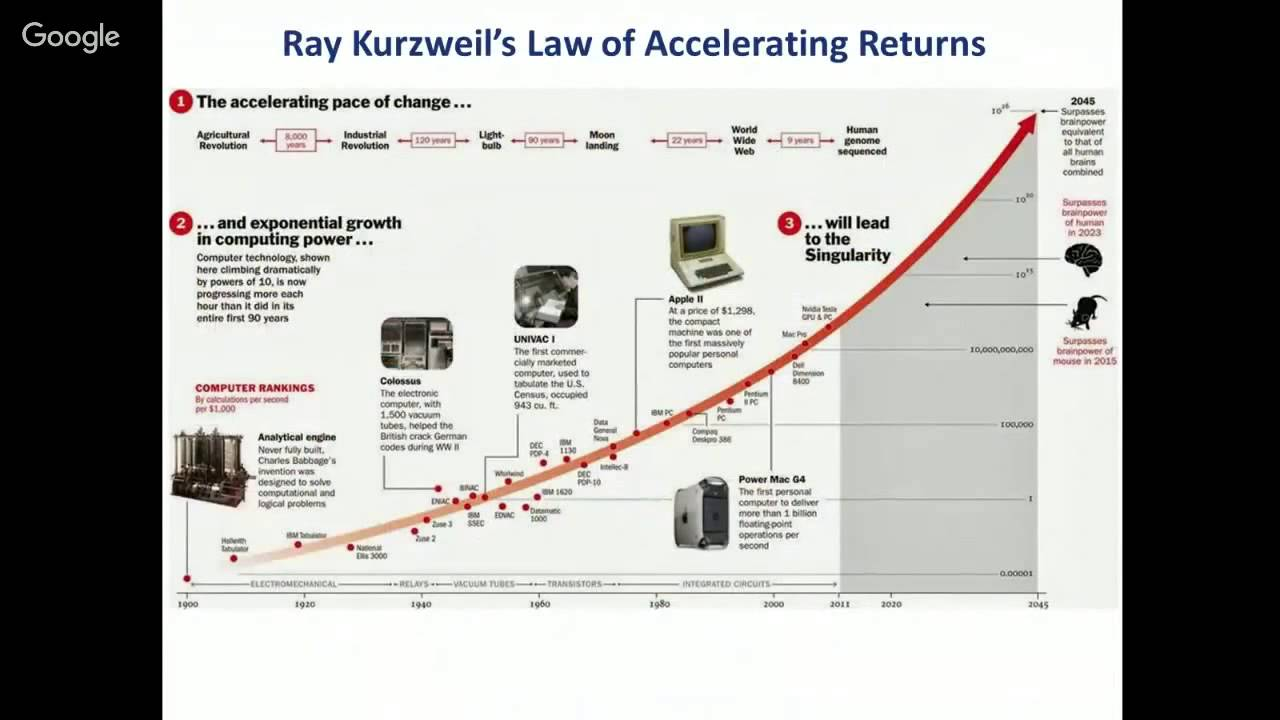 Google
Ray Kurzweil's Law of Accelerating Returns
1 The accelerating pace of change ...
Agricultural
Revolution
8,000
years
Industrial
Revolution
120 years
Light-
bulb
90 years
Moon
landing
22 years
World
Wide
Web
9 years
Human
genome
sequenced
2 ...and exponential growth
in computing power...
Computer technology, shown
here climbing dramatically
by powers of 10, is now
progressing more each
hour than it did in its
entire first 90 years
COMPUTER RANKINGS
By calculations per second
per $1,000
Analytical engine
Never fully built,
Charles Babbage's
invention was
designed to solve
computational and
logical problems
Colossus
The electronic
computer, with
1,500 vacuum
tubes, helped the
British crack German
codes during WW II
UNIVAC I
The first commer-
cially marketed
computer, used to
tabulate the U.S.
Census, occupied
943 cu. ft.
Apple II
At a price of $1,298,
the compact
machine was one of
the first massively
popular personal
computers
Power Mac G4
The first personal
computer to deliver
more than 1 billion
floating-point
operations per
second
3 ...will lead
to the
Singularity
2045
Surpasses
brainpower
equivalent
to that of
all human
brains
combined
Surpasses
brainpower
of human
in 2023
Surpasses
brainpower of
mouse in 2015
10²⁶
10²⁰
10¹⁵
10,000,000,000
100,000
1
0.00001
Hollerith
Tabulator
IBM Tabulator
National
Ellis 3000
Zuse 2
Zuse 3
ENIAC
BINAC
IBM
SSEC
Whirlwind
EDVAC
Datamatic
1000
IBM 1620
DEC
PDP-4
IBM
1130
DEC
PDP-10
Data
General
Nova
Intellec-8
IBM PC
Compaq
Deskpro 386
Pentium
PC
Pentium
II PC
Dell
Dimension
8400
Mac Pro
Nvidia Tesla
GPU & PC
ELECTROMECHANICAL
RELAYS
VACUUM TUBES
TRANSISTORS
INTEGRATED CIRCUITS
1900
1920
1940
1960
1980
2000
2011
2020
2045